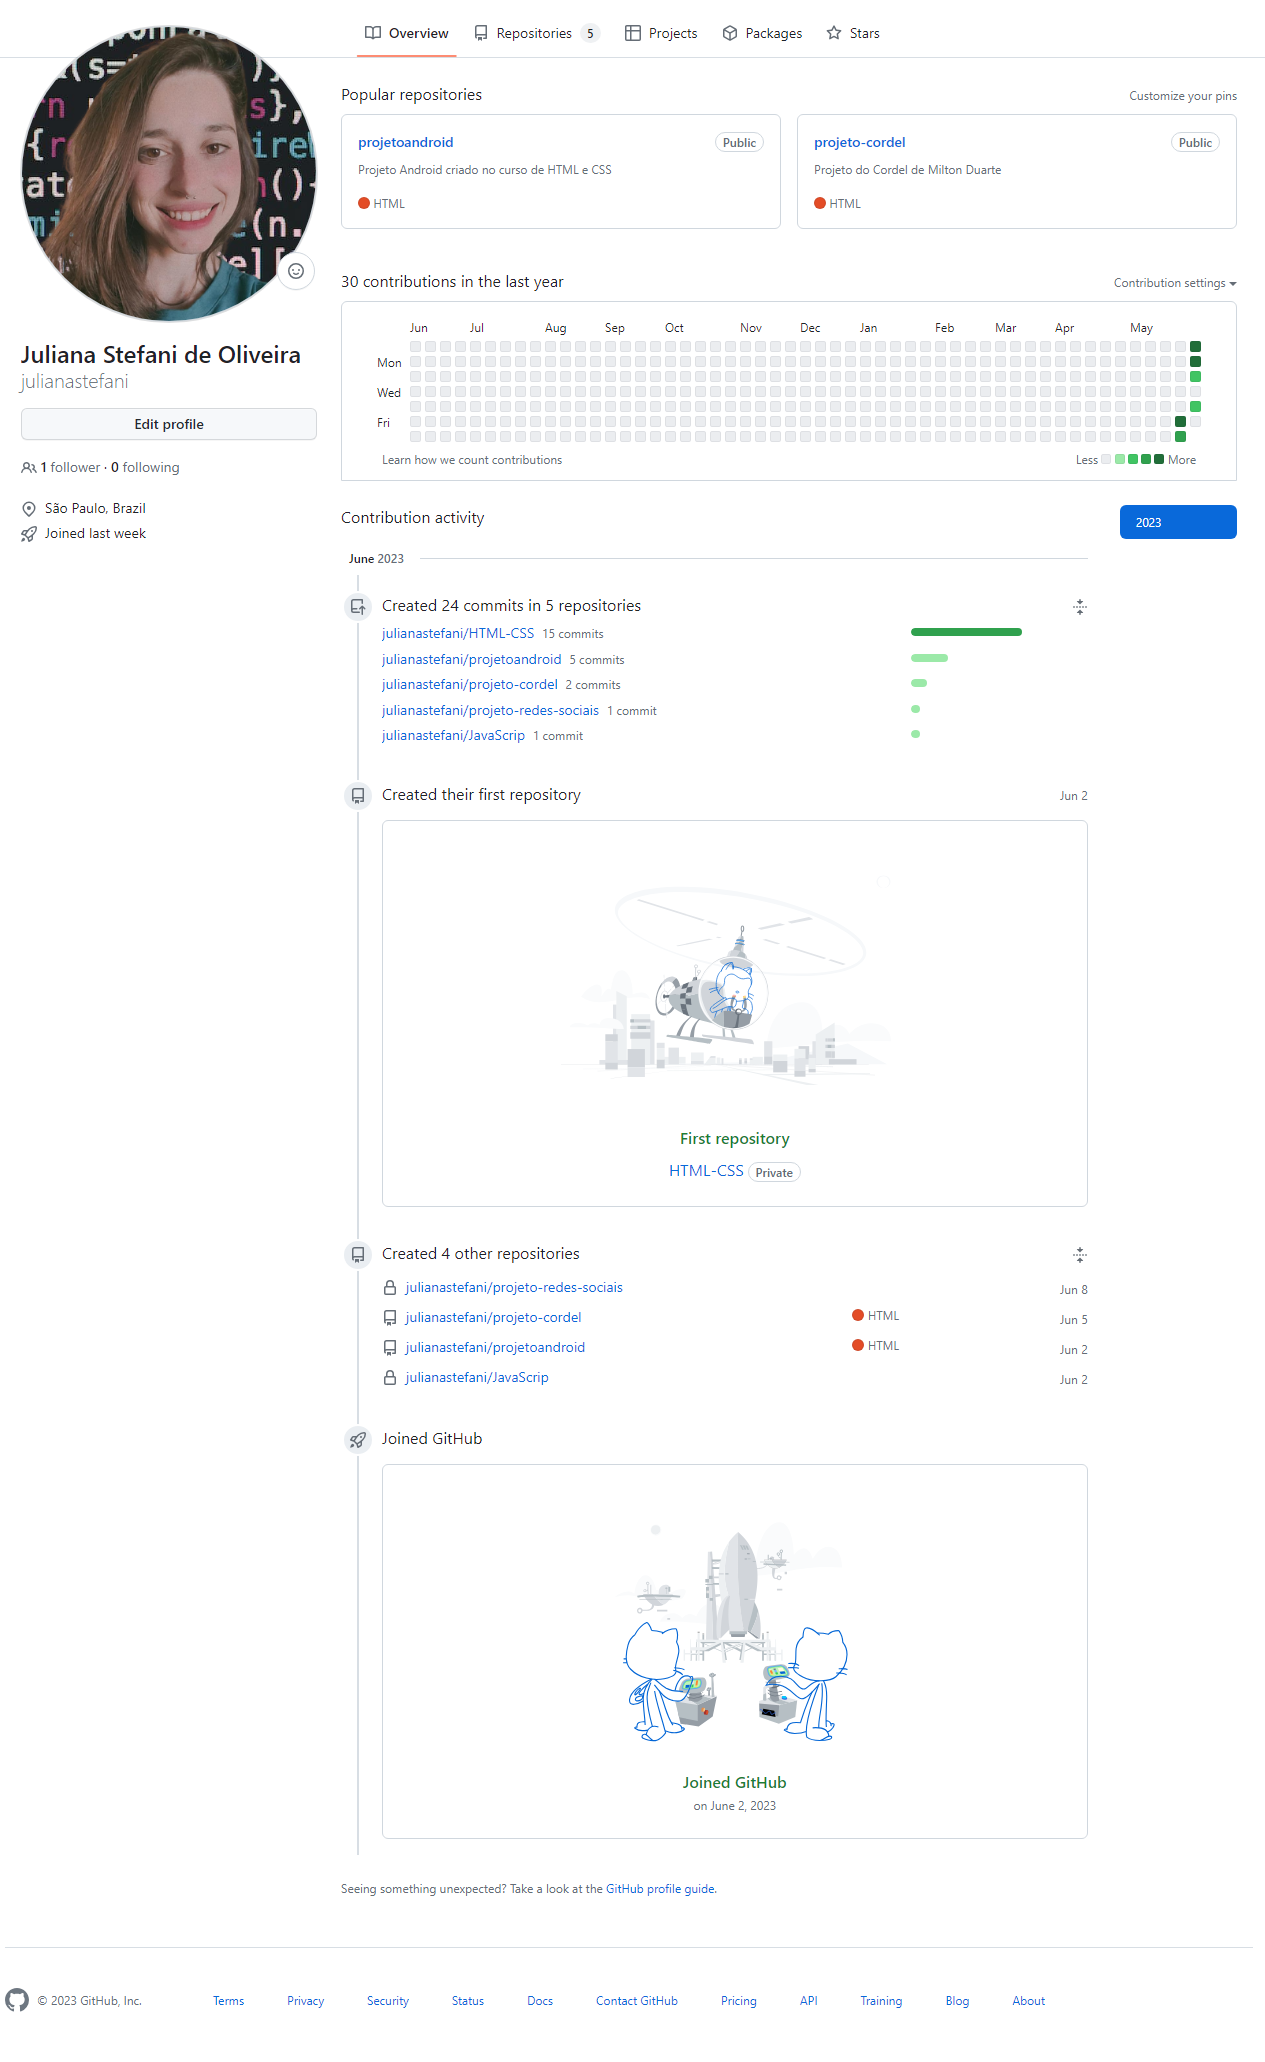 Overview Repositories 5 Projects Packages Stars
Juliana Stefani de Oliveira
julianastefani
Edit profile
1 follower · 0 following
São Paulo, Brazil
Joined last week
Popular repositories Customize your pins
projetoandroid Public
Projeto Android criado no curso de HTML e CSS
HTML
projeto-cordel Public
Projeto do Cordel de Milton Duarte
HTML
30 contributions in the last year Contribution settings
Jun Jul Aug Sep Oct Nov Dec Jan Feb Mar Apr May
Mon
Wed
Fri
Learn how we count contributions Less More
Contribution activity 2023
June 2023
Created 24 commits in 5 repositories
julianastefani/HTML-CSS 15 commits
julianastefani/projetoandroid 5 commits
julianastefani/projeto-cordel 2 commits
julianastefani/projeto-redes-sociais 1 commit
julianastefani/JavaScrip 1 commit
Created their first repository Jun 2
First repository
HTML-CSS Private
Created 4 other repositories
julianastefani/projeto-redes-sociais Jun 8
julianastefani/projeto-cordel HTML Jun 5
julianastefani/projetoandroid HTML Jun 2
julianastefani/JavaScrip Jun 2
Joined GitHub
Joined GitHub
on June 2, 2023
Seeing something unexpected? Take a look at the GitHub profile guide.
© 2023 GitHub, Inc. Terms Privacy Security Status Docs Contact GitHub Pricing API Training Blog About